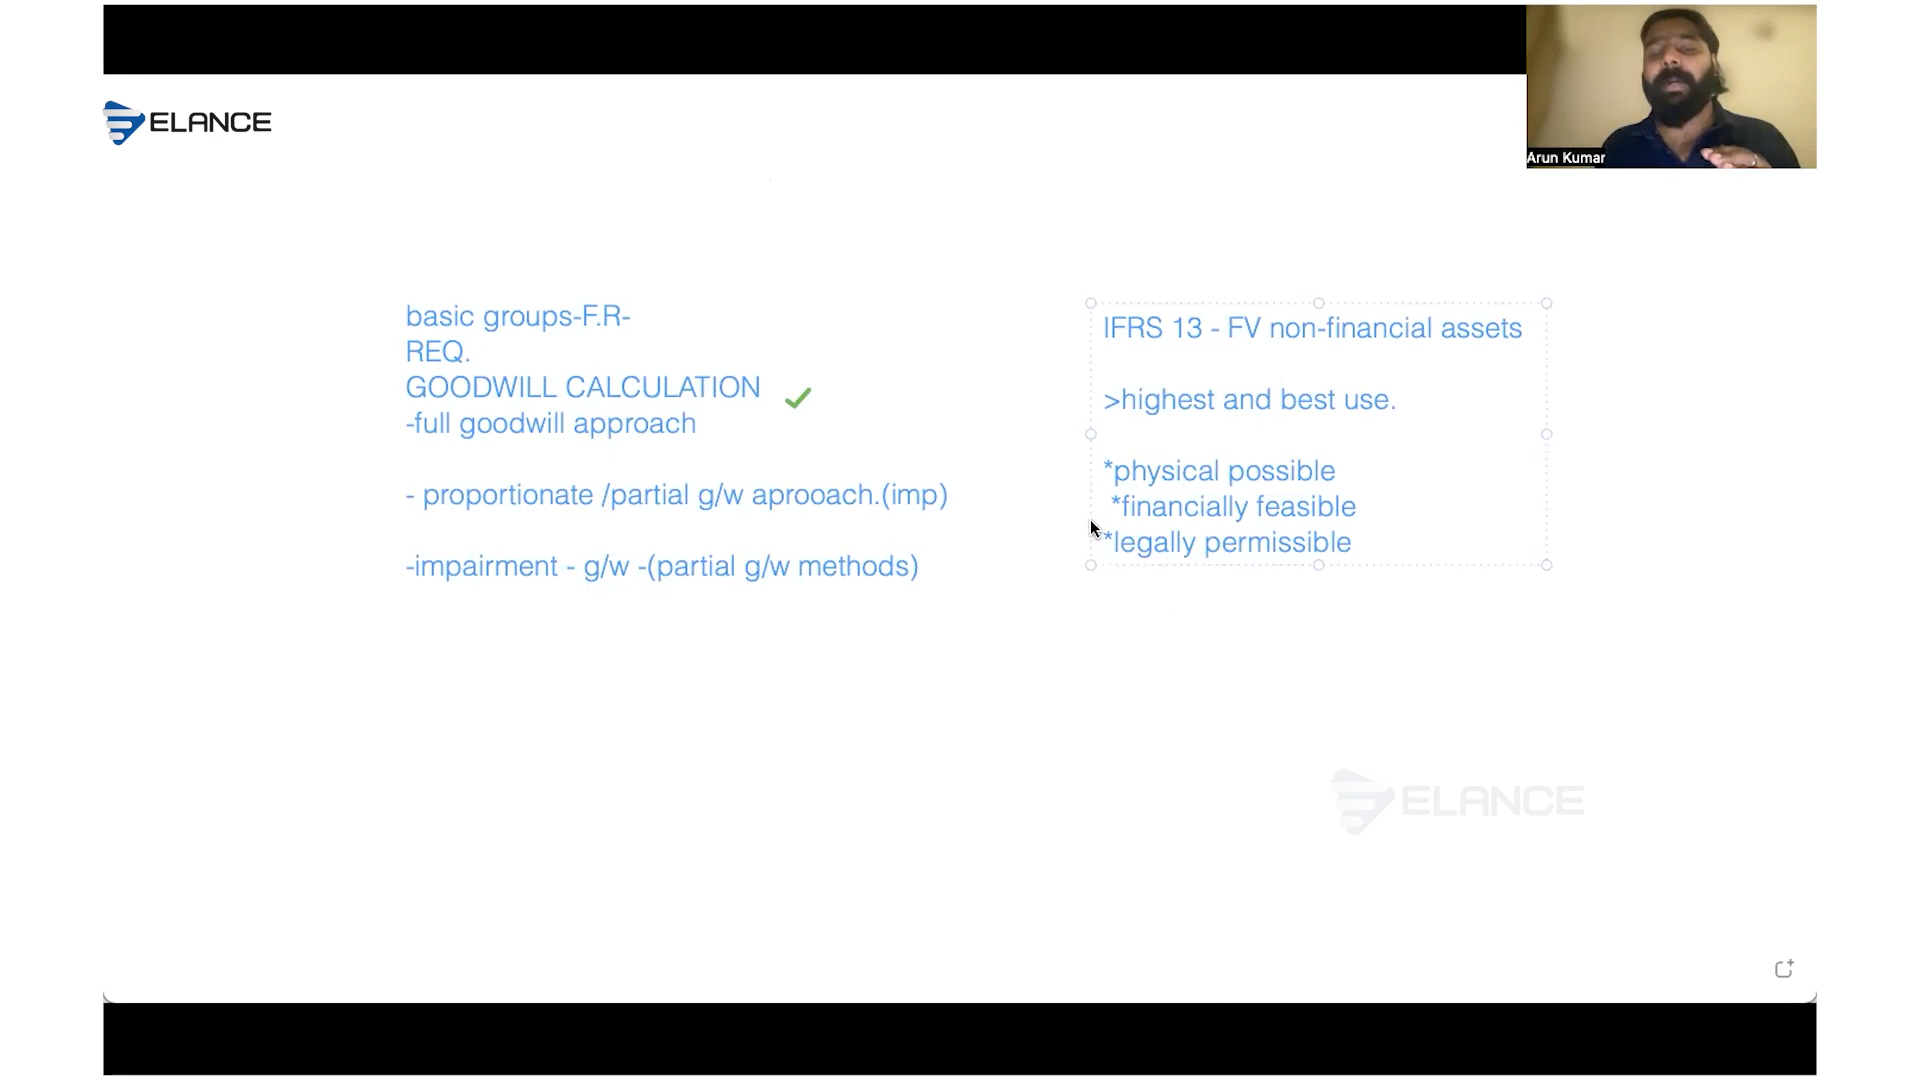 ELANCE
Arun Kumar
basic groups-F.R-
REQ.
GOODWILL CALCULATION
-full goodwill approach
- proportionate /partial g/w aprooach.(imp)
-impairment - g/w -(partial g/w methods)
IFRS 13 - FV non-financial assets
>highest and best use.
*physical possible
*financially feasible
*legally permissible
ELANCE